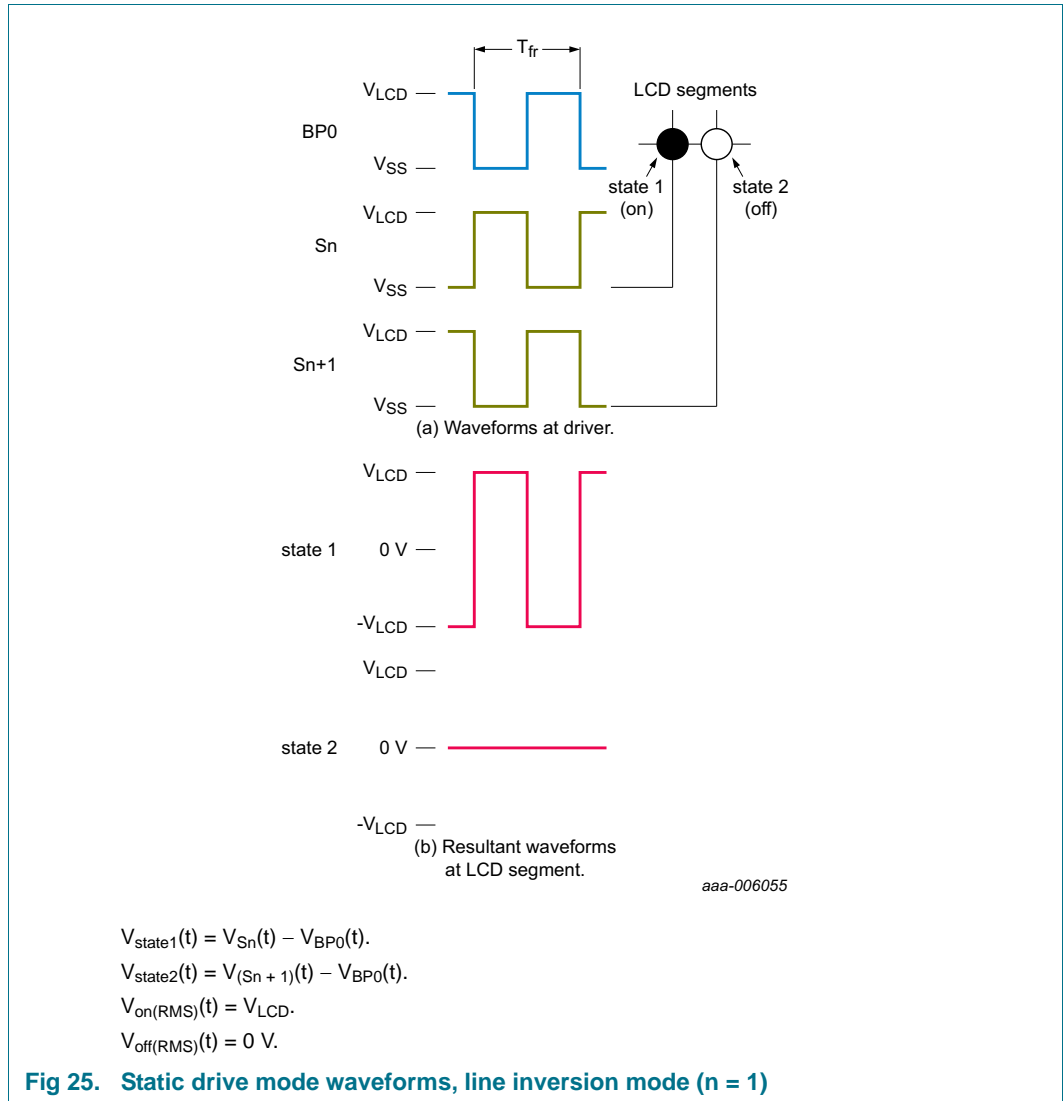 T_fr
V_LCD
LCD segments
BP0
V_SS
state 1
(on)
state 2
(off)
V_LCD
Sn
V_SS
V_LCD
Sn+1
V_SS
(a) Waveforms at driver.
V_LCD
state 1
0 V
-V_LCD
V_LCD
state 2
0 V
-V_LCD
(b) Resultant waveforms
at LCD segment.
aaa-006055
V_state1(t) = V_Sn(t) − V_BP0(t).
V_state2(t) = V_(Sn + 1)(t) − V_BP0(t).
V_on(RMS)(t) = V_LCD.
V_off(RMS)(t) = 0 V.
Fig 25. Static drive mode waveforms, line inversion mode (n = 1)